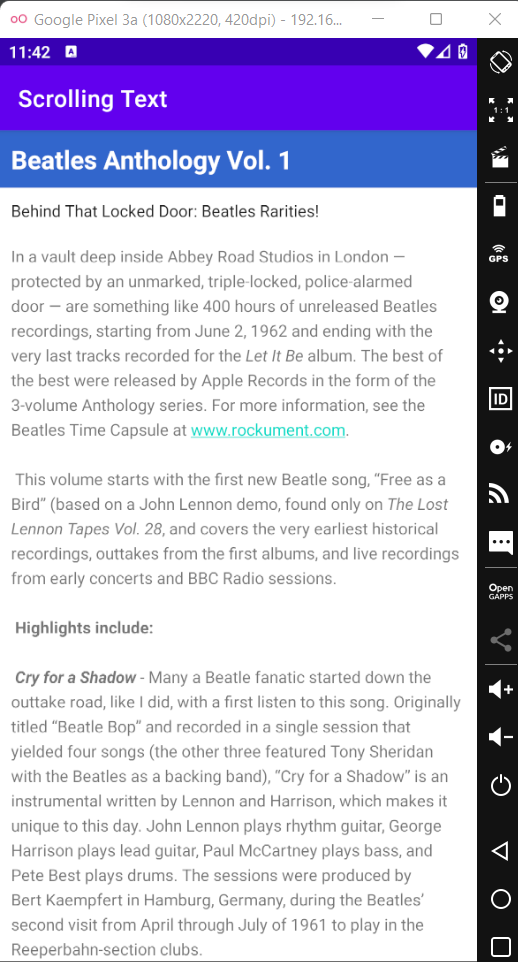 Google Pixel 3a (1080x2220, 420dpi) - 192.16...
11:42 A
Scrolling Text
Beatles Anthology Vol. 1
Behind That Locked Door: Beatles Rarities!
In a vault deep inside Abbey Road Studios in London —
protected by an unmarked, triple-locked, police-alarmed
door — are something like 400 hours of unreleased Beatles
recordings, starting from June 2, 1962 and ending with the
very last tracks recorded for the Let It Be album. The best of
the best were released by Apple Records in the form of the
3-volume Anthology series. For more information, see the
Beatles Time Capsule at www.rockument.com.
This volume starts with the first new Beatle song, “Free as a
Bird” (based on a John Lennon demo, found only on The Lost
Lennon Tapes Vol. 28, and covers the very earliest historical
recordings, outtakes from the first albums, and live recordings
from early concerts and BBC Radio sessions.
Highlights include:
Cry for a Shadow - Many a Beatle fanatic started down the
outtake road, like I did, with a first listen to this song. Originally
titled “Beatle Bop” and recorded in a single session that
yielded four songs (the other three featured Tony Sheridan
with the Beatles as a backing band), “Cry for a Shadow” is an
instrumental written by Lennon and Harrison, which makes it
unique to this day. John Lennon plays rhythm guitar, George
Harrison plays lead guitar, Paul McCartney plays bass, and
Pete Best plays drums. The sessions were produced by
Bert Kaempfert in Hamburg, Germany, during the Beatles’
second visit from April through July of 1961 to play in the
Reeperbahn-section clubs.
1:1
GPS
ID
Open
GAPPS